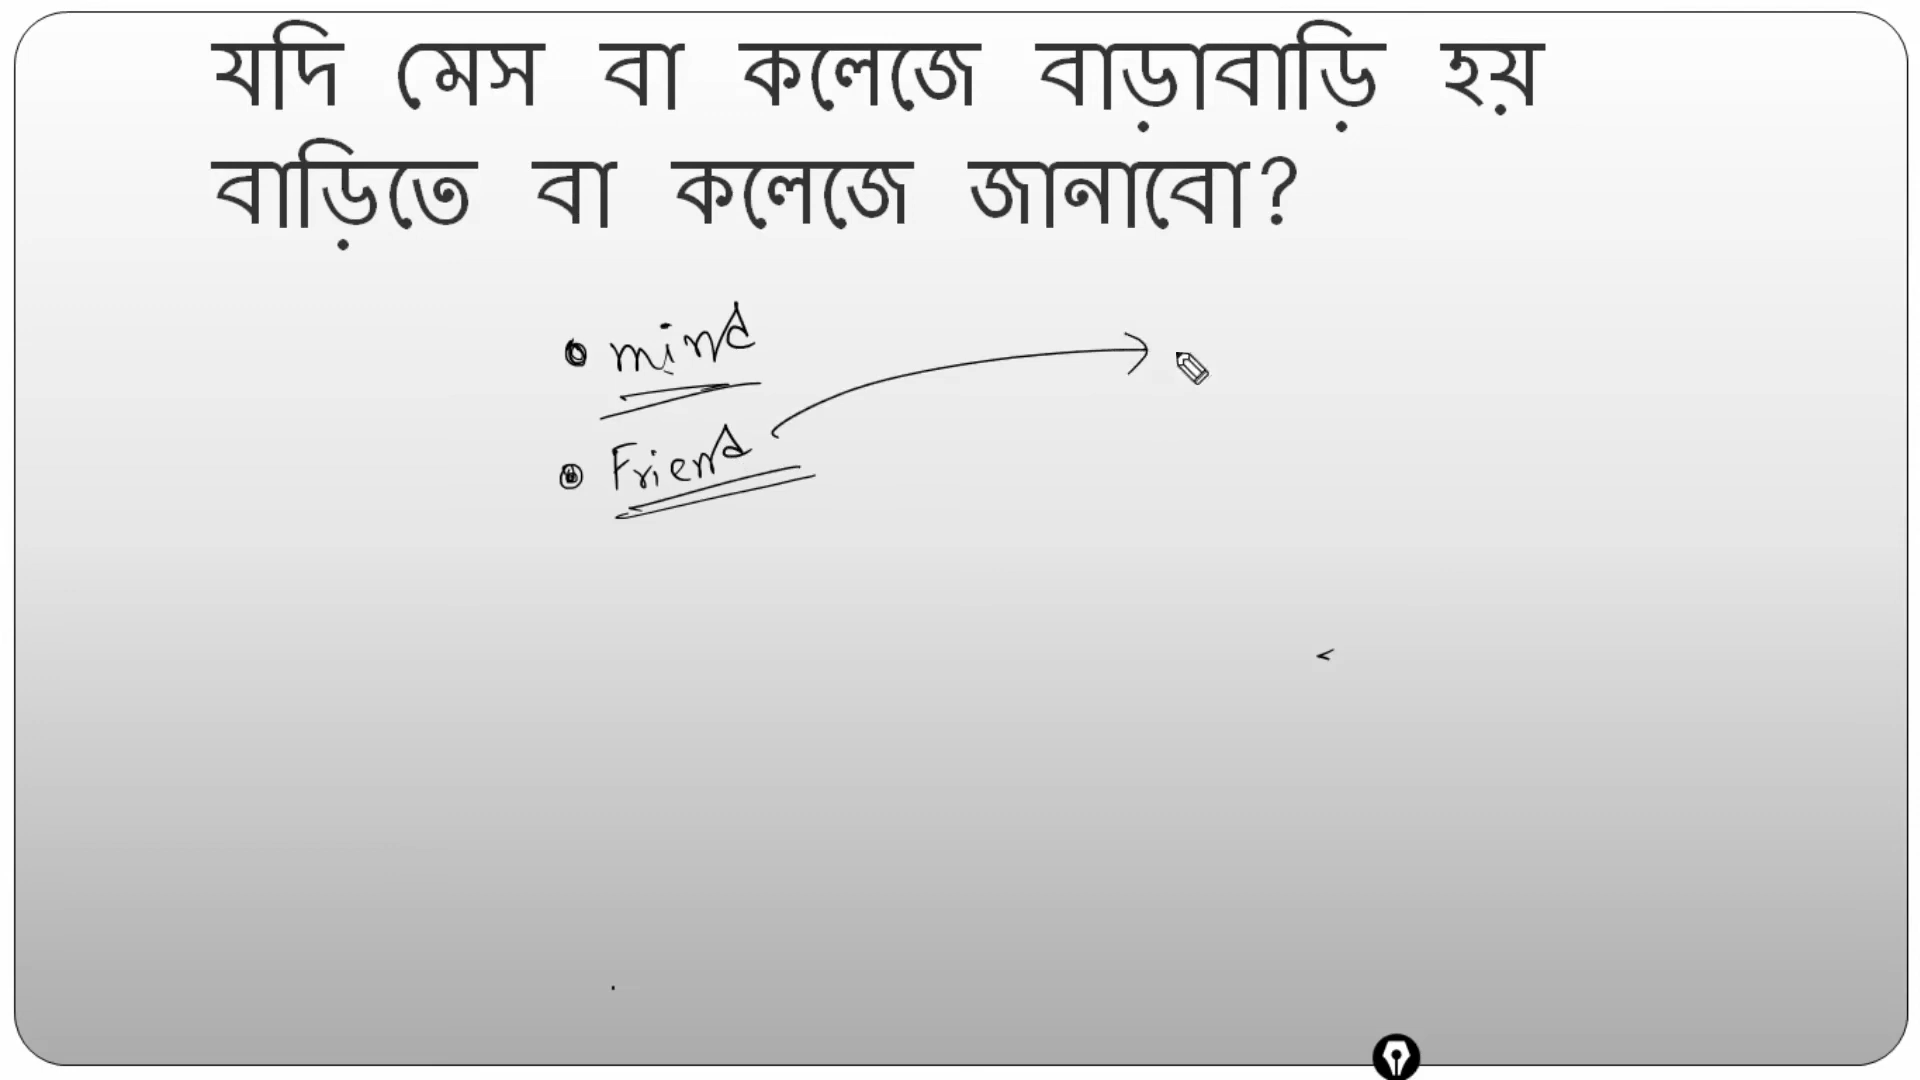 যদি মেস বা কলেজে বাড়াবাড়ি হয়
বাড়িতে বা কলেজে জানাবো?
mind
Friend